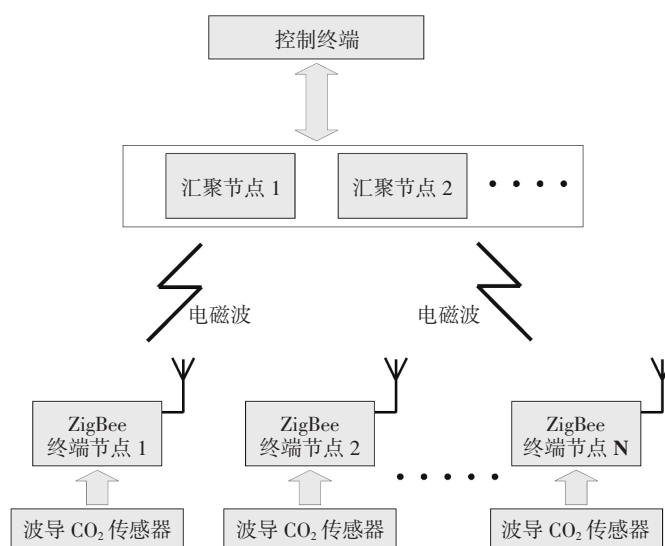 控制终端
汇聚节点 1
汇聚节点 2
电磁波
电磁波
ZigBee
终端节点 1
ZigBee
终端节点 2
ZigBee
终端节点 N
波导 CO₂ 传感器
波导 CO₂ 传感器
波导 CO₂ 传感器